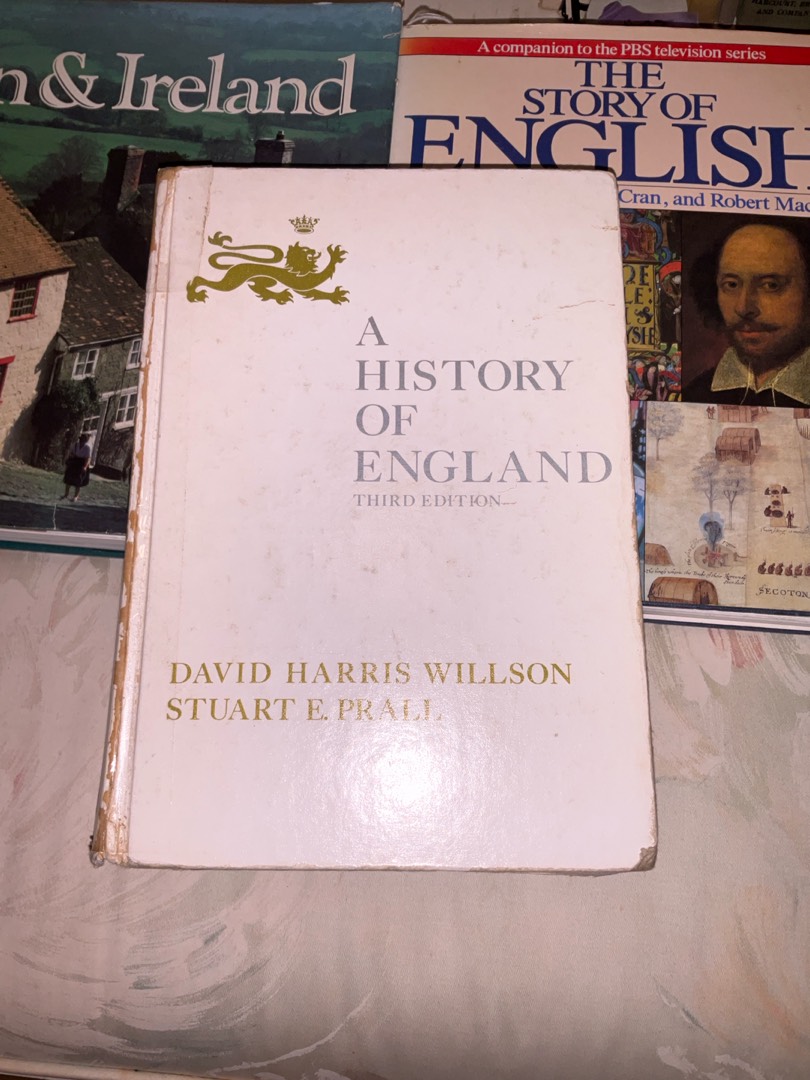 n & Ireland
A companion to the PBS television series
THE
STORY OF
ENGLISH
Cran, and Robert Mac
A
HISTORY
OF
ENGLAND
THIRD EDITION
DAVID HARRIS WILLSON
STUART E. PRALL
SECOTON